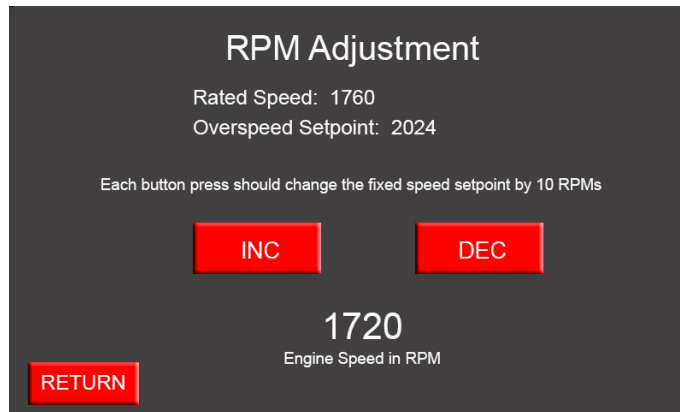 RPM Adjustment
Rated Speed: 1760
Overspeed Setpoint: 2024
Each button press should change the fixed speed setpoint by 10 RPMs
INC
DEC
1720
Engine Speed in RPM
RETURN